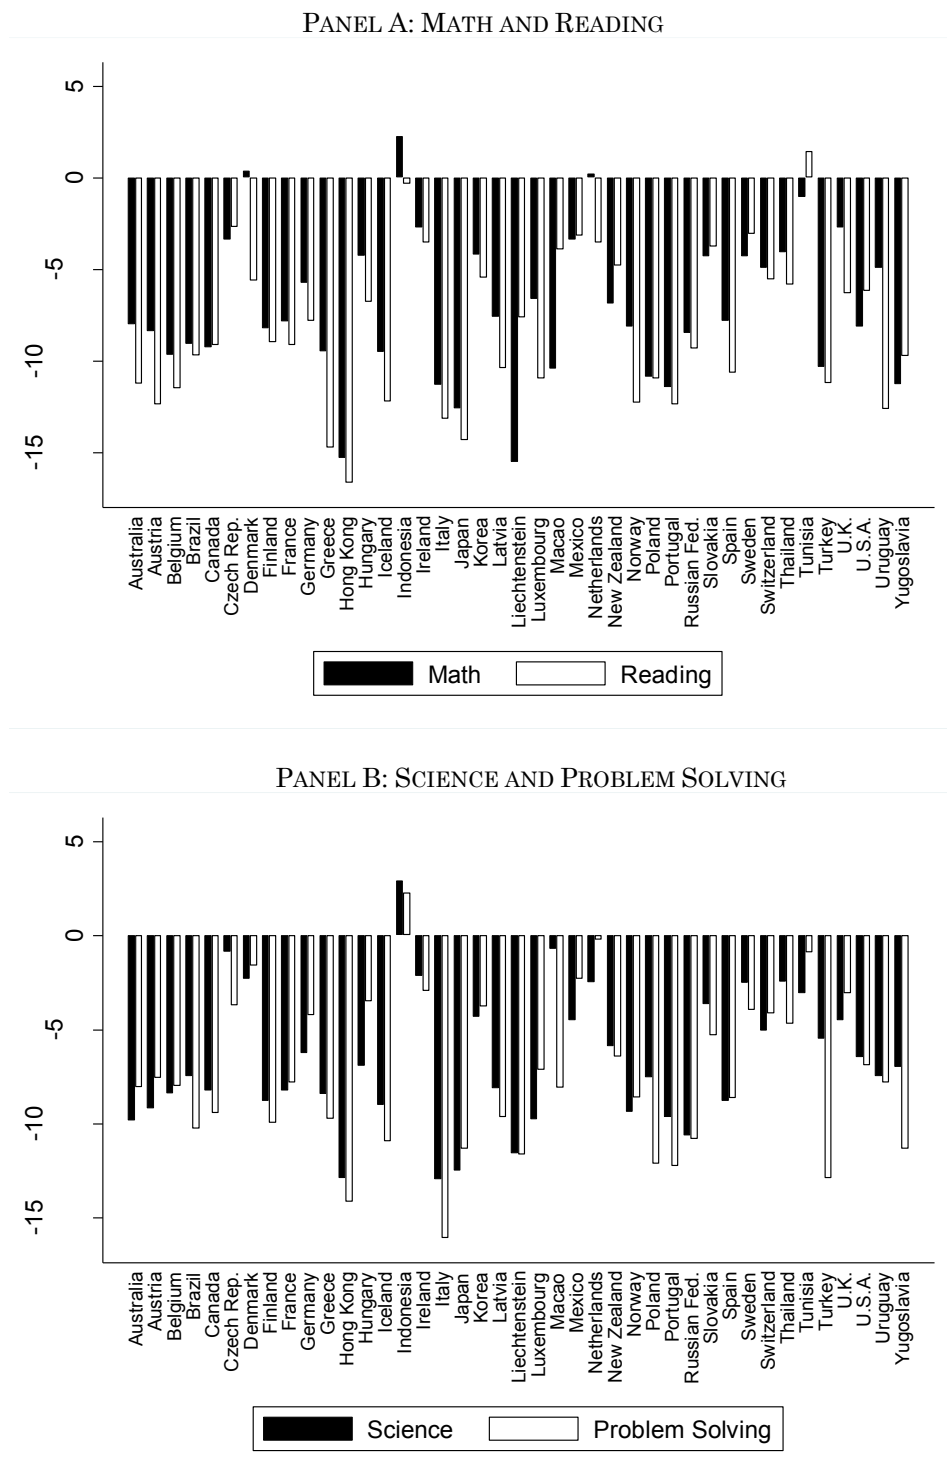 PANEL A: MATH AND READING
5
0
-5
-10
-15
Australia
Austria
Belgium
Brazil
Canada
Czech Rep.
Denmark
Finland
France
Germany
Greece
Hong Kong
Hungary
Iceland
Indonesia
Ireland
Italy
Japan
Korea
Latvia
Liechtenstein
Luxembourg
Macao
Mexico
Netherlands
New Zealand
Norway
Poland
Portugal
Russian Fed.
Slovakia
Spain
Sweden
Switzerland
Thailand
Tunisia
Turkey
U.K.
U.S.A.
Uruguay
Yugoslavia
Math Reading
PANEL B: SCIENCE AND PROBLEM SOLVING
5
0
-5
-10
-15
Australia
Austria
Belgium
Brazil
Canada
Czech Rep.
Denmark
Finland
France
Germany
Greece
Hong Kong
Hungary
Iceland
Indonesia
Ireland
Italy
Japan
Korea
Latvia
Liechtenstein
Luxembourg
Macao
Mexico
Netherlands
New Zealand
Norway
Poland
Portugal
Russian Fed.
Slovakia
Spain
Sweden
Switzerland
Thailand
Tunisia
Turkey
U.K.
U.S.A.
Uruguay
Yugoslavia
Science Problem Solving